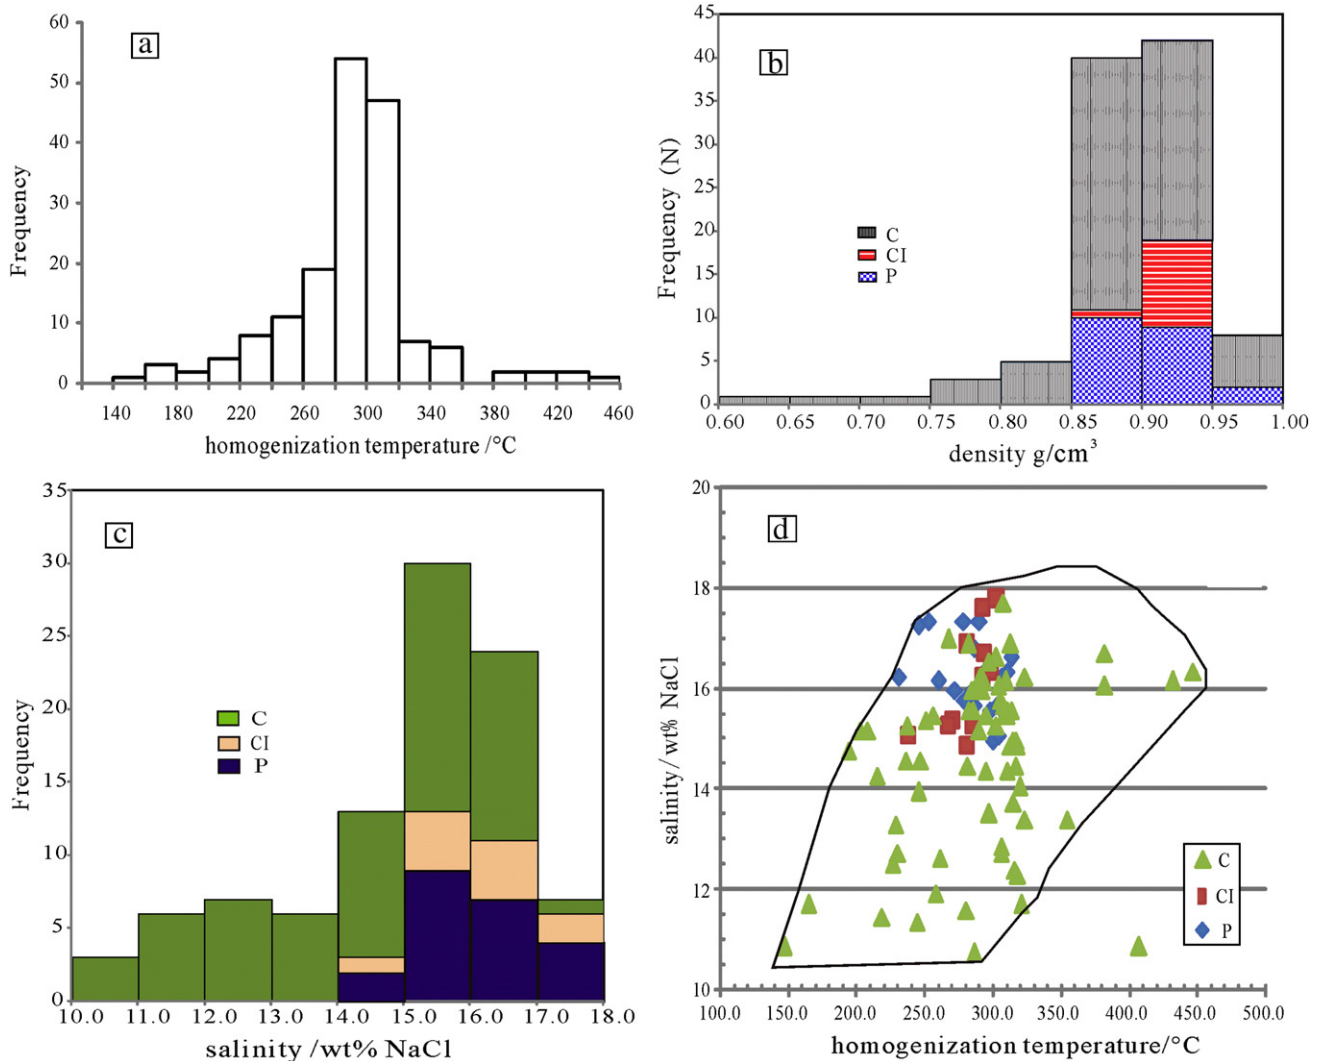 a
60
50
40
30
20
10
0
Frequency
140 180 220 260 300 340 380 420 460
homogenization temperature /°C
b
45
40
35
30
25
20
15
10
5
0
Frequency (N)
C
CI
P
0.60 0.65 0.70 0.75 0.80 0.85 0.90 0.95 1.00
density g/cm³
c
35
30
25
20
15
10
5
0
Frequency
C
CI
P
10.0 11.0 12.0 13.0 14.0 15.0 16.0 17.0 18.0
salinity /wt% NaCl
d
20
18
16
14
12
10
salinity/wt% NaCl
C
CI
P
100.0 150.0 200.0 250.0 300.0 350.0 400.0 450.0 500.0
homogenization temperature/°C